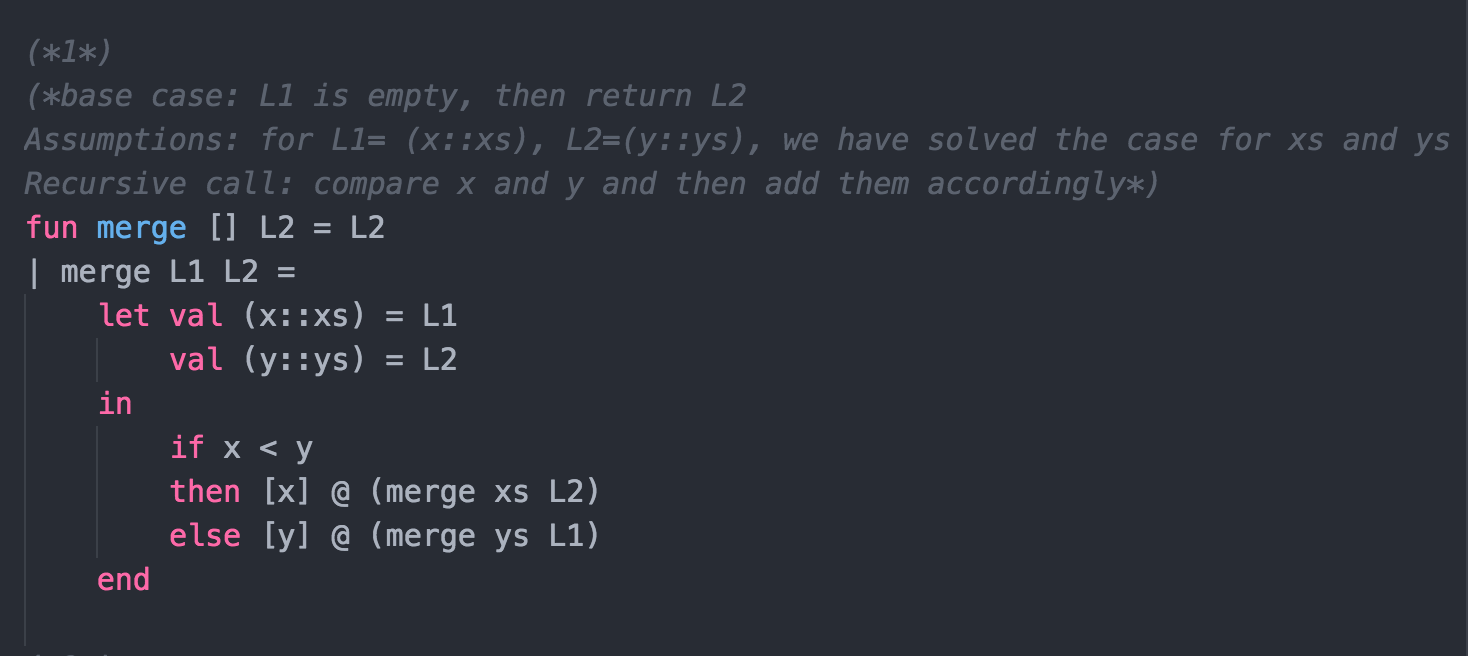 (*1*)
(*base case: L1 is empty, then return L2
Assumptions: for L1= (x::xs), L2=(y::ys), we have solved the case for xs and ys
Recursive call: compare x and y and then add them accordingly*)
fun merge [] L2 = L2
| merge L1 L2 =
    let val (x::xs) = L1
        val (y::ys) = L2
    in
        if x < y
        then [x] @ (merge xs L2)
        else [y] @ (merge ys L1)
    end